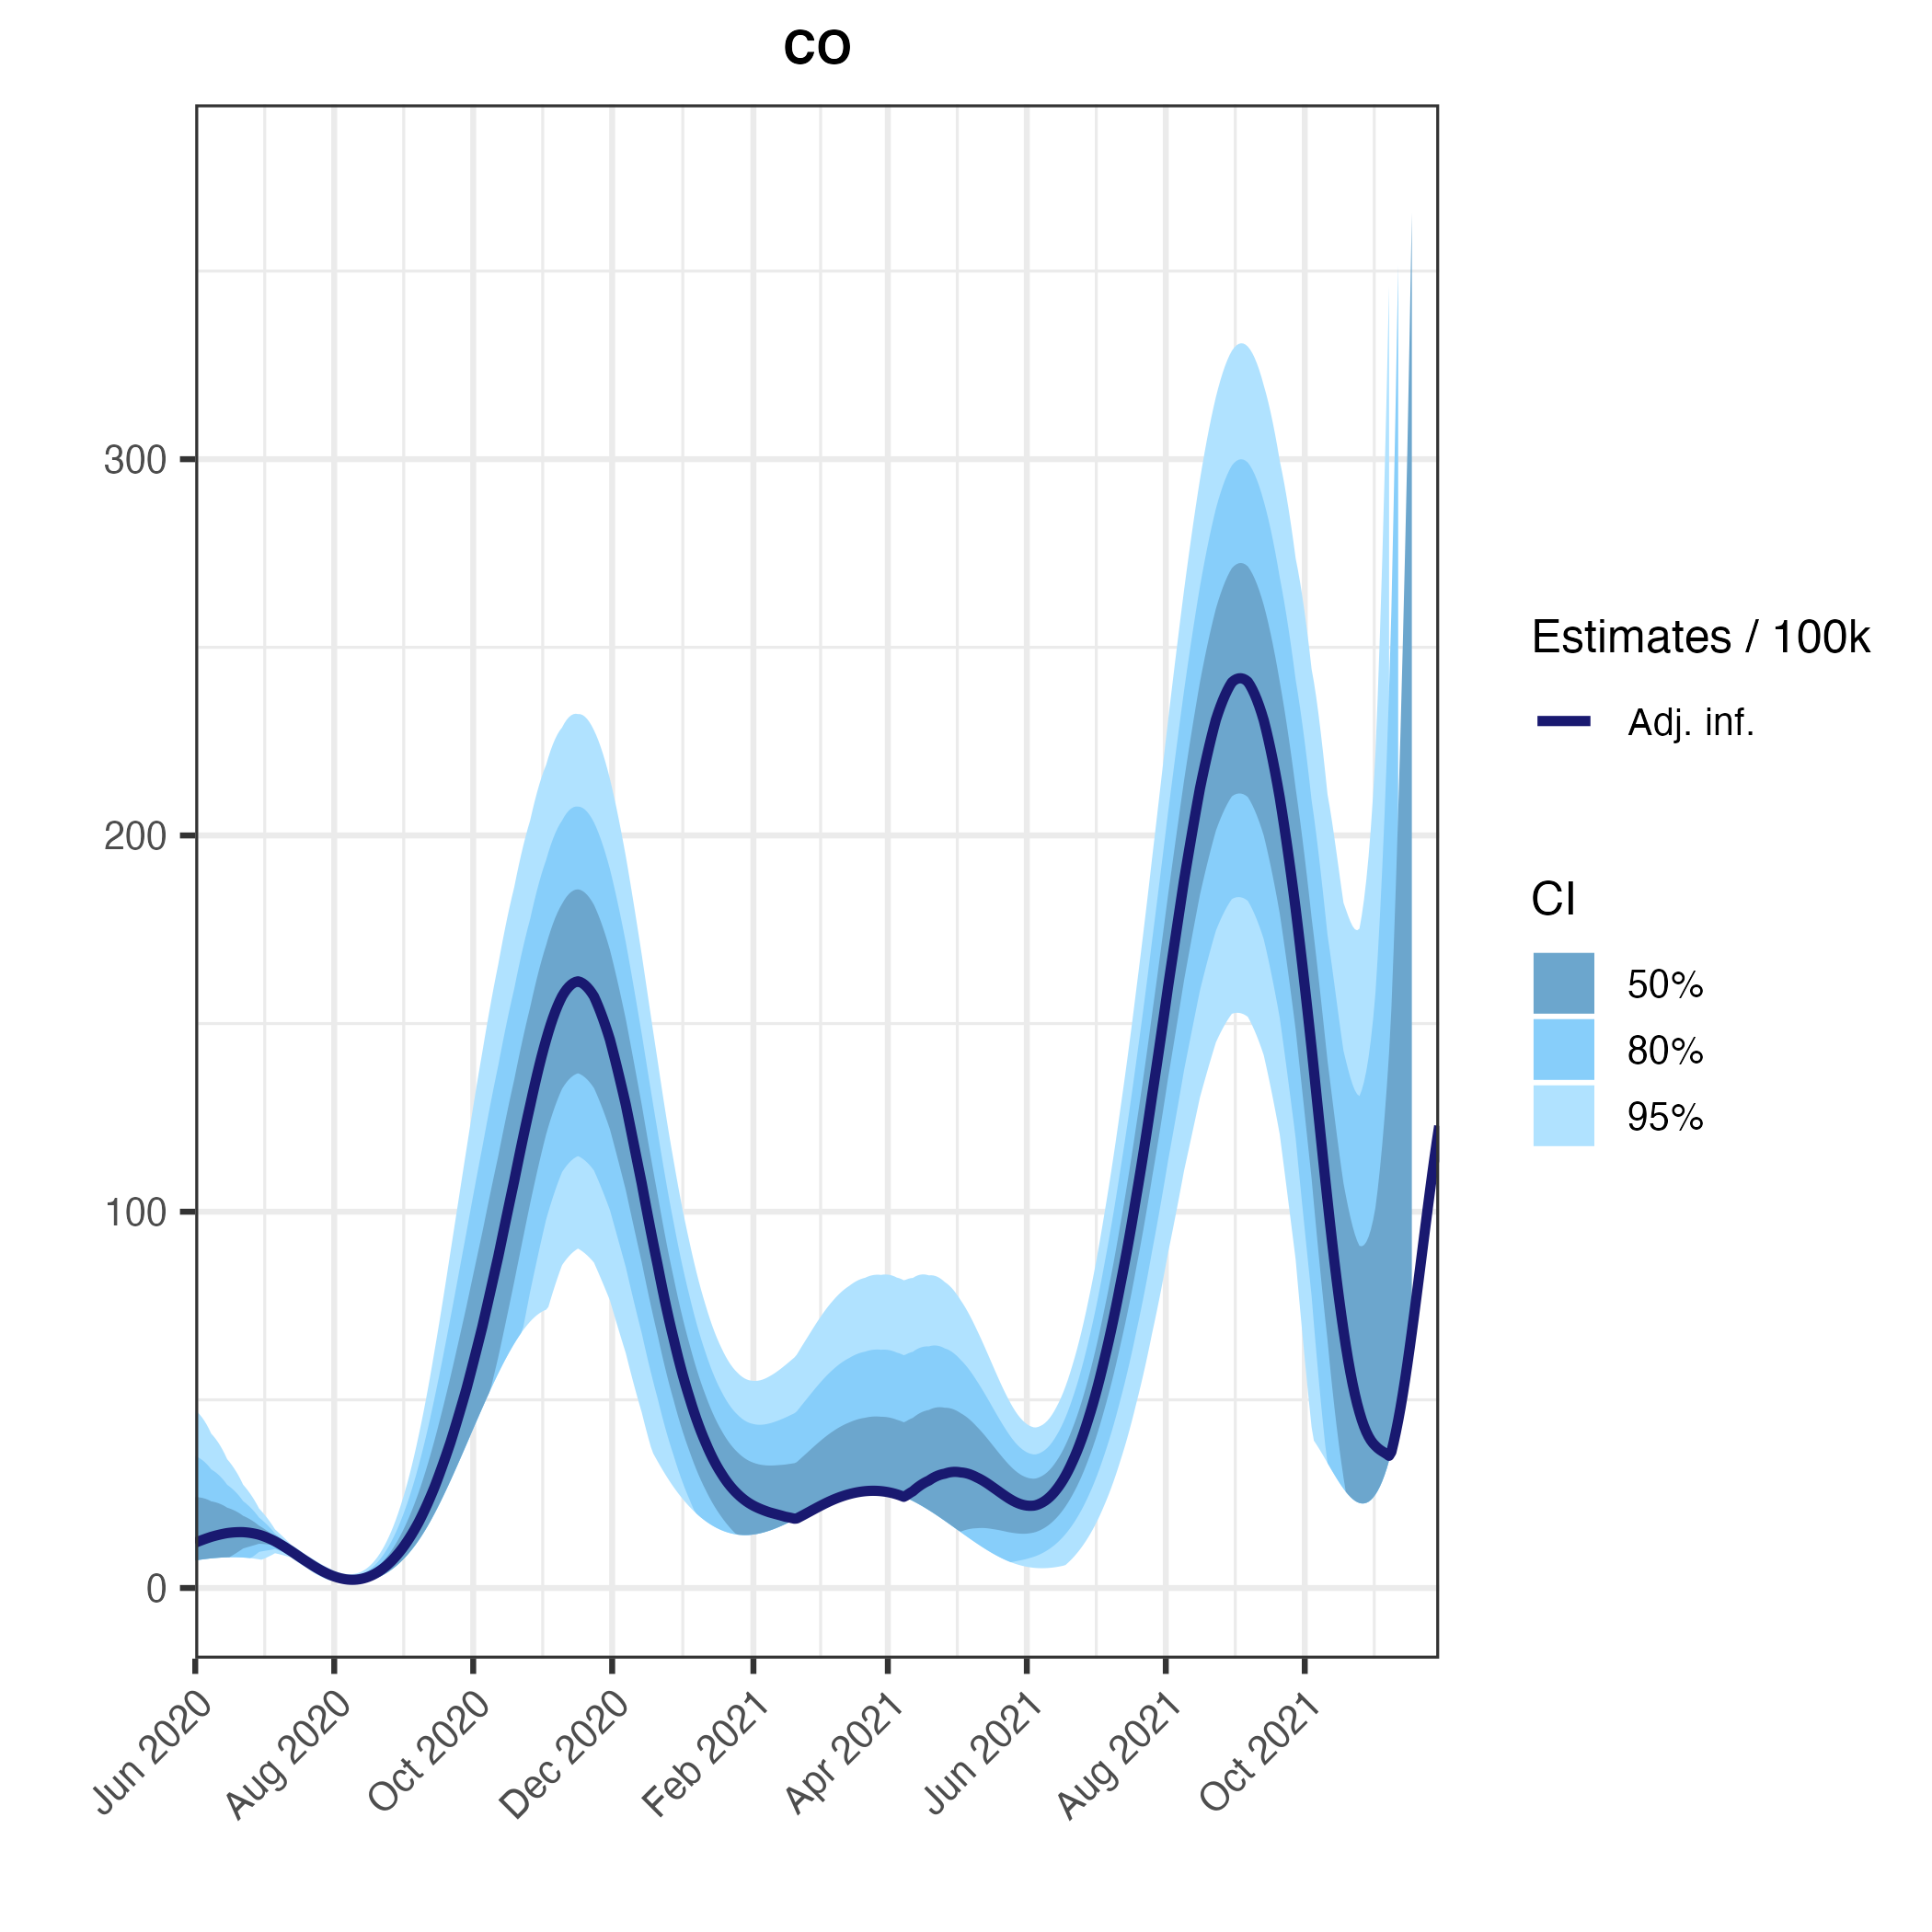 CO
300
200
100
0
Jun 2020
Aug 2020
Oct 2020
Dec 2020
Feb 2021
Apr 2021
Jun 2021
Aug 2021
Oct 2021
Estimates / 100k
Adj. inf.
CI
50%
80%
95%